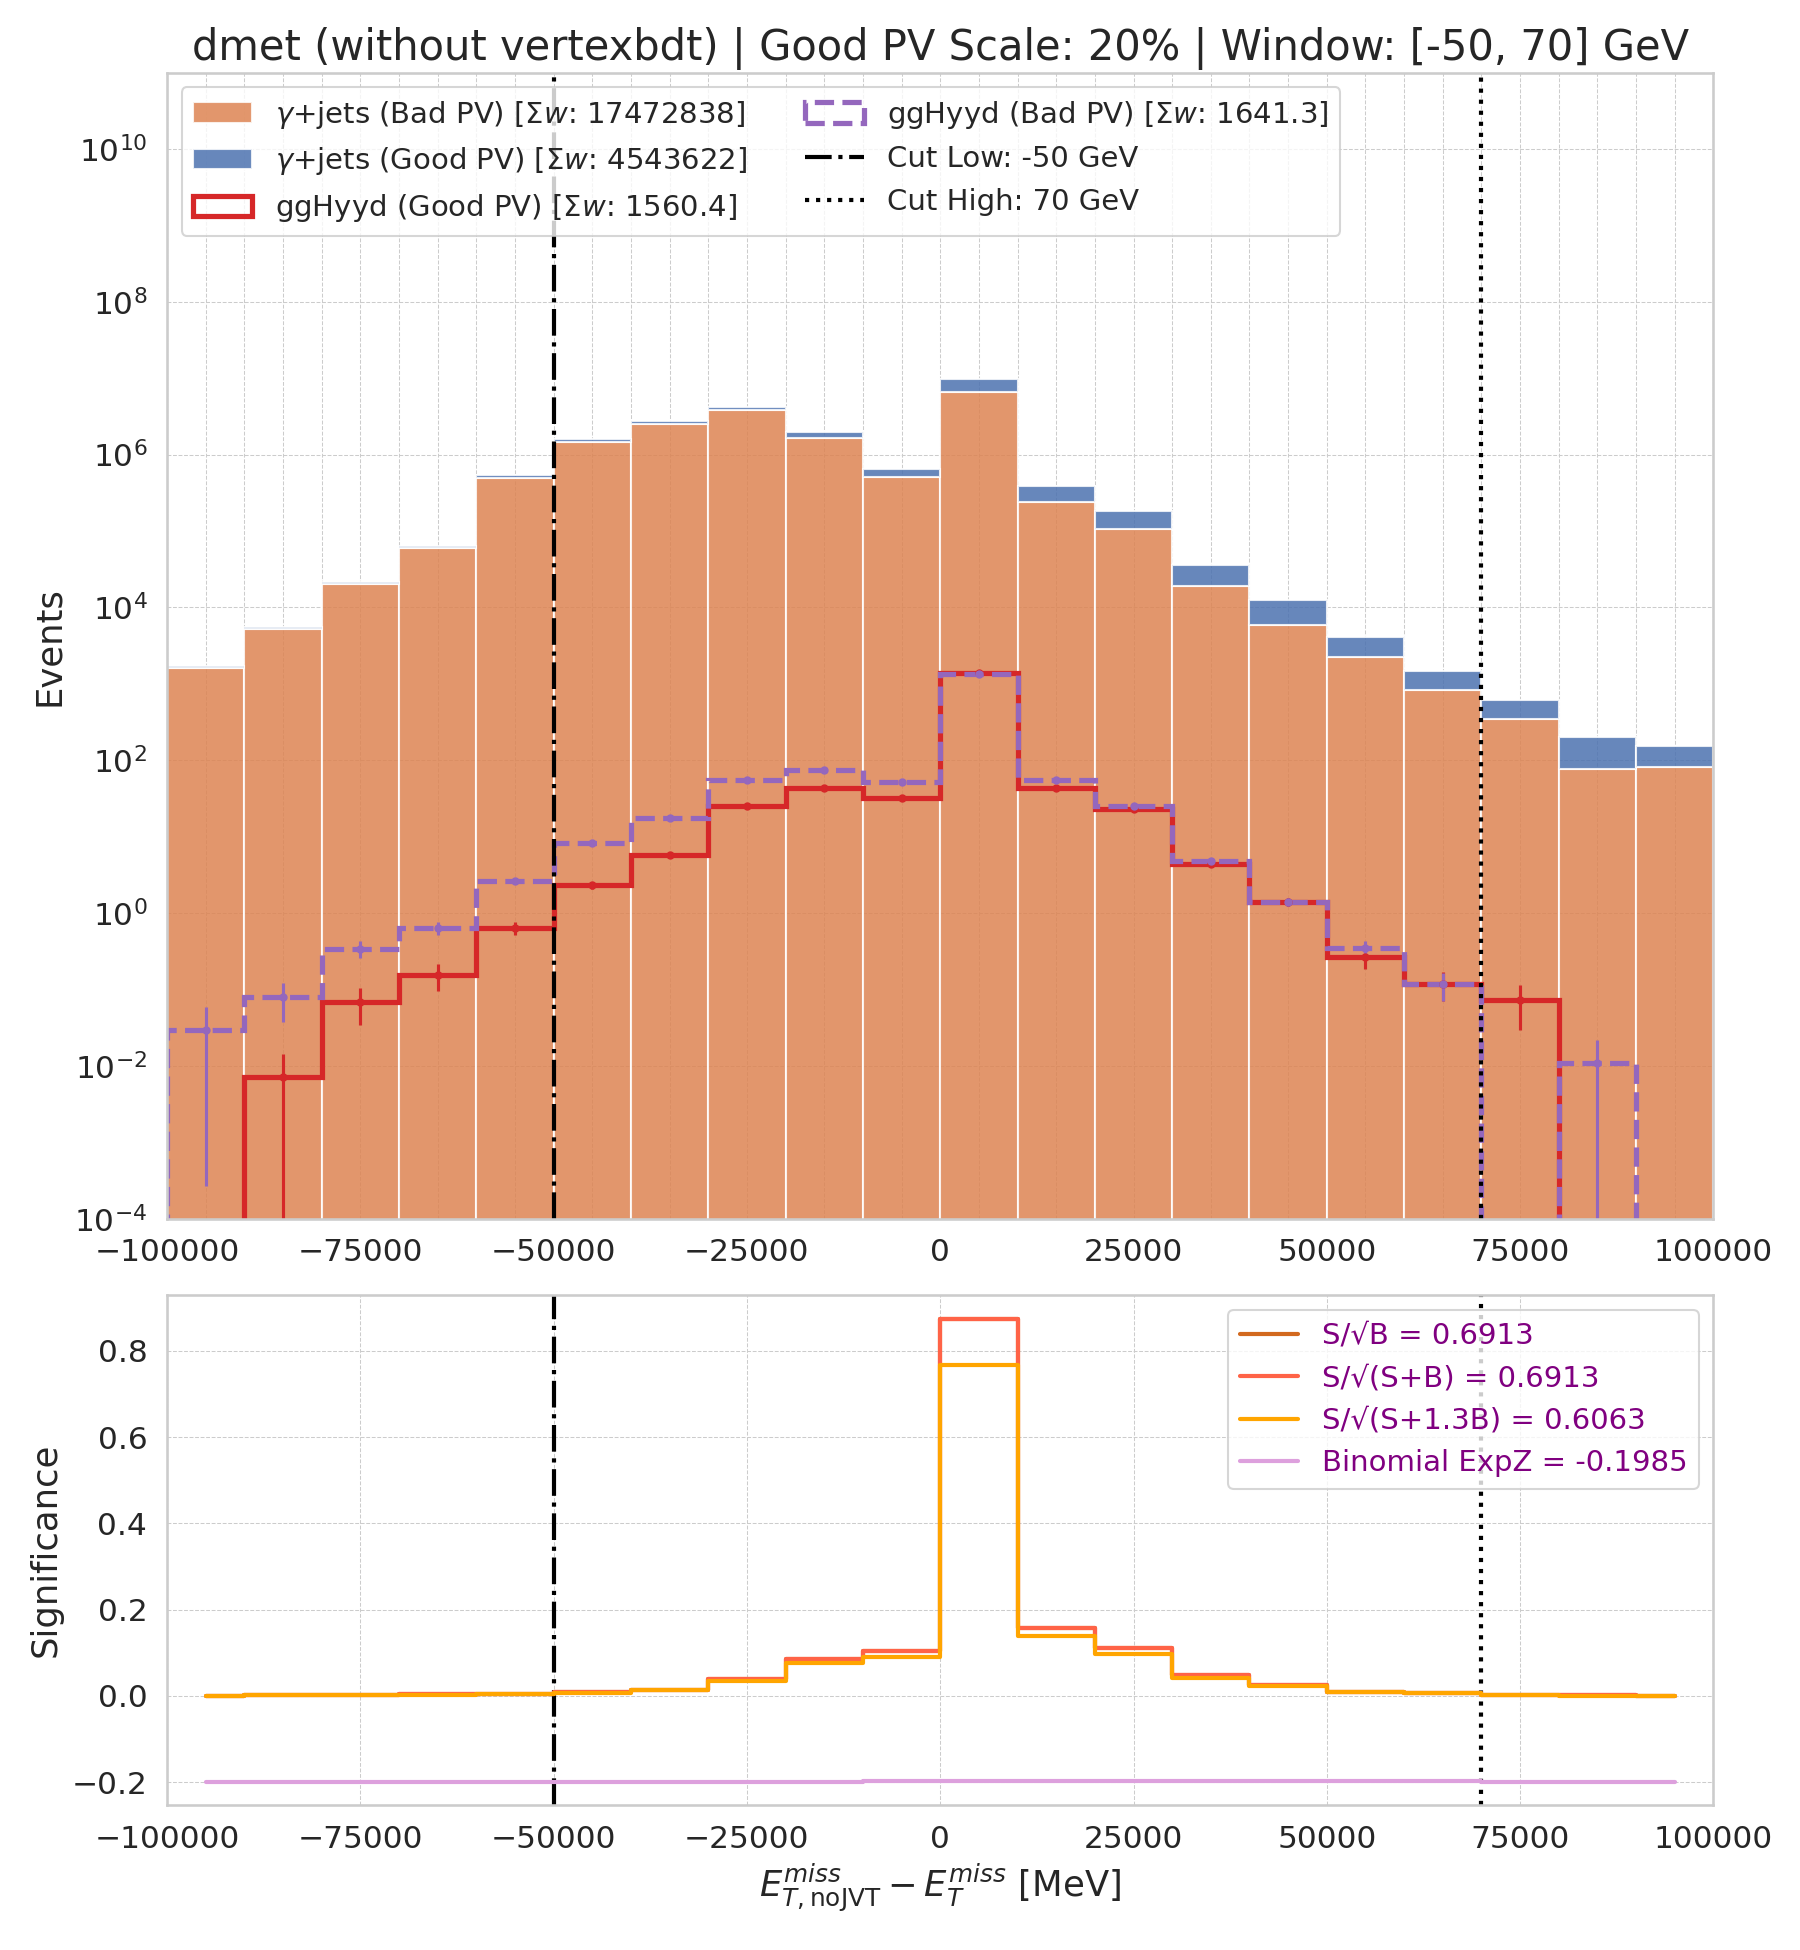 dmet (without vertexbdt) | Good PV Scale: 20% | Window: [-50, 70] GeV
γ+jets (Bad PV) [Σw: 17472838]
γ+jets (Good PV) [Σw: 4543622]
ggHyyd (Good PV) [Σw: 1560.4]
ggHyyd (Bad PV) [Σw: 1641.3]
Cut Low: -50 GeV
Cut High: 70 GeV
Events
10^10
10^8
10^6
10^4
10^2
10^0
10^−2
10^−4
−100000 −75000 −50000 −25000 0 25000 50000 75000 100000
Significance
0.8
0.6
0.4
0.2
0.0
−0.2
S/√B = 0.6913
S/√(S+B) = 0.6913
S/√(S+1.3B) = 0.6063
Binomial ExpZ = -0.1985
−100000 −75000 −50000 −25000 0 25000 50000 75000 100000
E_{T,noJVT}^{miss} − E_T^{miss} [MeV]